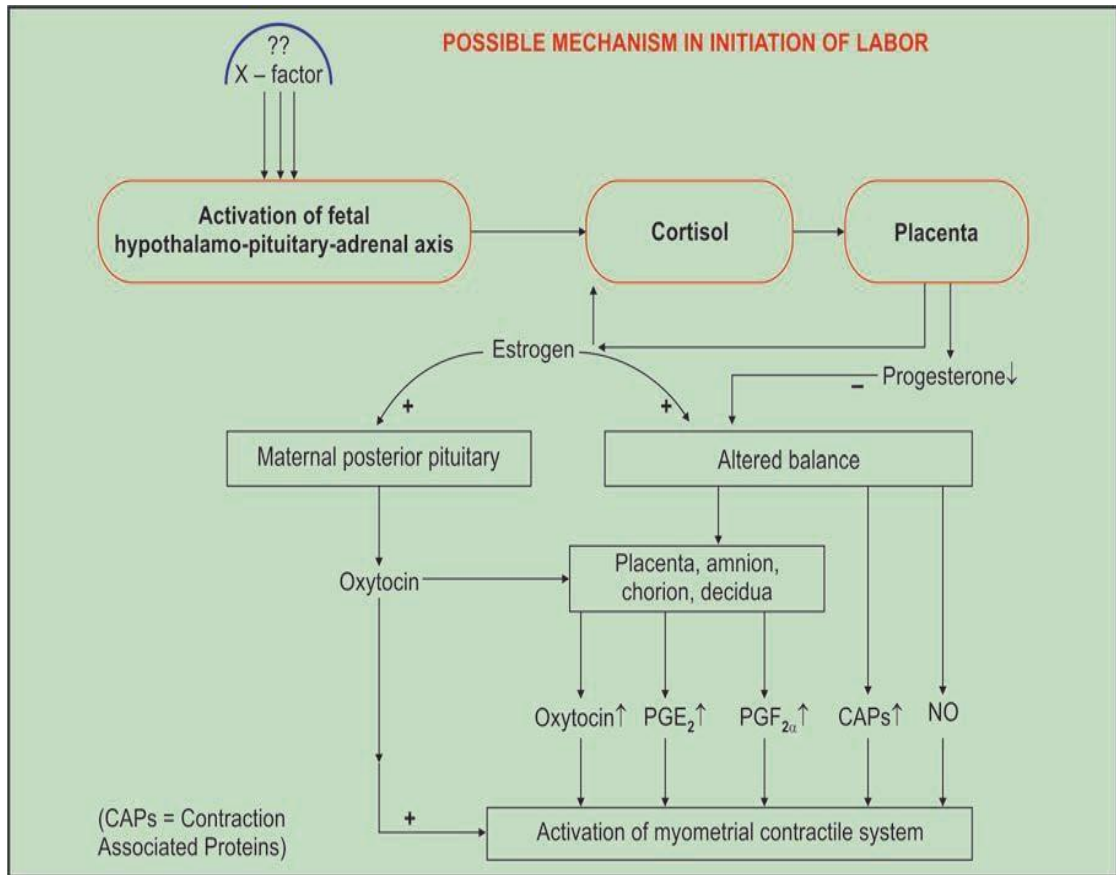 POSSIBLE MECHANISM IN INITIATION OF LABOR
??
X – factor
Activation of fetal
hypothalamo-pituitary-adrenal axis
Cortisol
Placenta
Estrogen
Progesterone↓
–
+
+
Maternal posterior pituitary
Altered balance
Oxytocin
Placenta, amnion,
chorion, decidua
Oxytocin↑
PGE₂↑
PGF₂α↑
CAPs↑
NO
+
Activation of myometrial contractile system
(CAPs = Contraction
Associated Proteins)